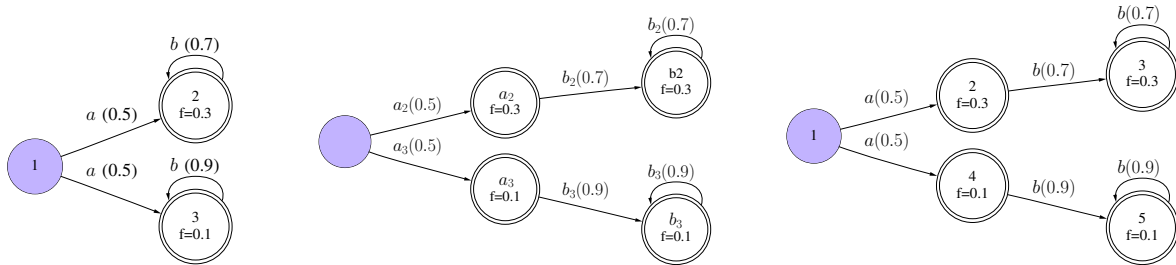 b (0.7)
2
f=0.3
a (0.5)
1
a (0.5)
b (0.9)
3
f=0.1
b₂(0.7)
b2
f=0.3
b₂(0.7)
a₂
f=0.3
a₂(0.5)
a₃(0.5)
a₃
f=0.1
b₃(0.9)
b₃(0.9)
b₃
f=0.1
b(0.7)
3
f=0.3
b(0.7)
2
f=0.3
a(0.5)
1
a(0.5)
4
f=0.1
b(0.9)
b(0.9)
5
f=0.1